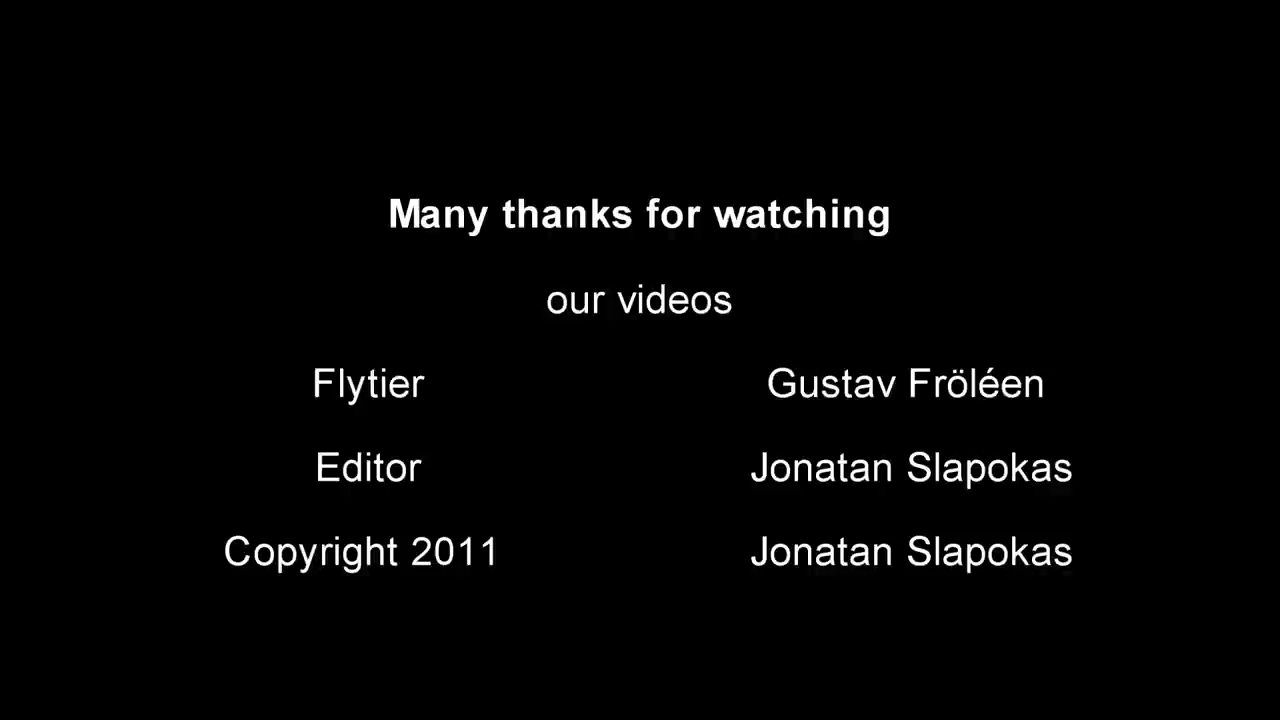 Many thanks for watching
our videos
Flytier Gustav Fröléen
Editor Jonatan Slapokas
Copyright 2011 Jonatan Slapokas